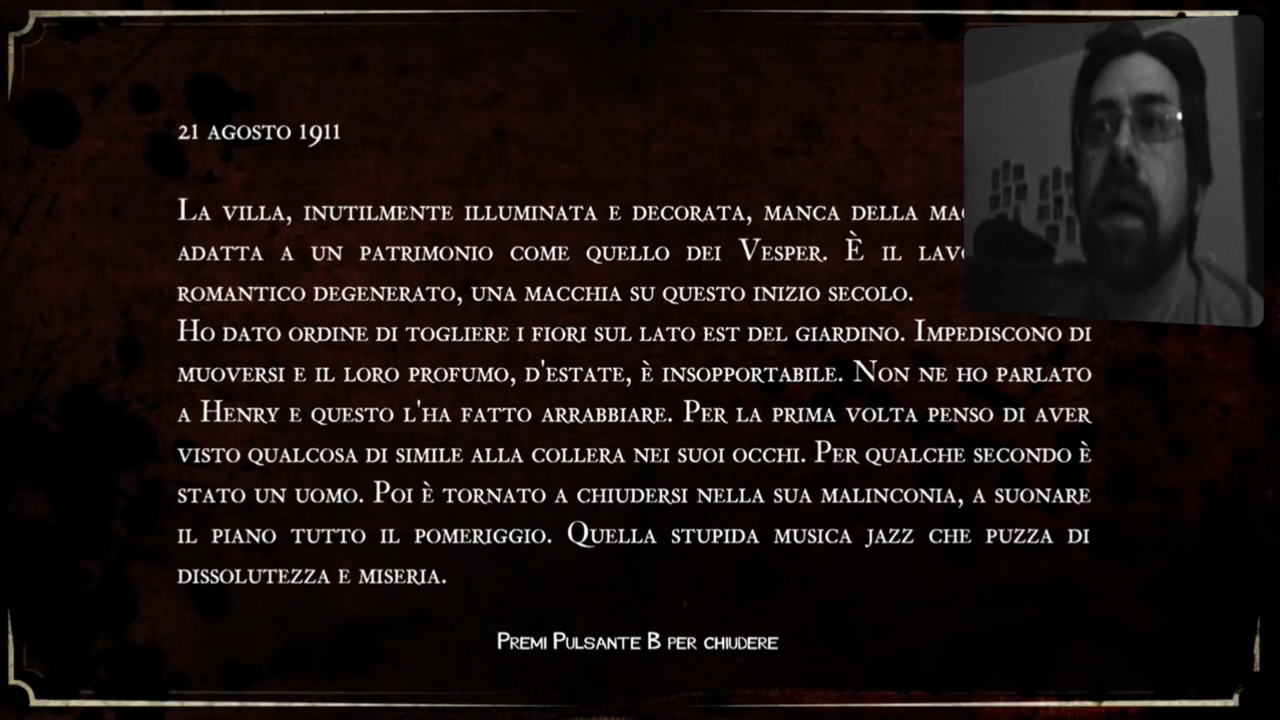 21 agosto 1911
La villa, inutilmente illuminata e decorata, manca della
adatta a un patrimonio come quello dei Vesper. È il
romantico degenerato, una macchia su questo inizio secolo.
Ho dato ordine di togliere i fiori sul lato est del giardino. Impediscono di
muoversi e il loro profumo, d'estate, è insopportabile. Non ne ho parlato
a Henry e questo l'ha fatto arrabbiare. Per la prima volta penso di aver
visto qualcosa di simile alla collera nei suoi occhi. Per qualche secondo è
stato un uomo. Poi è tornato a chiudersi nella sua malinconia, a suonare
il piano tutto il pomeriggio. Quella stupida musica jazz che puzza di
dissolutezza e miseria.
Premi Pulsante B per chiudere